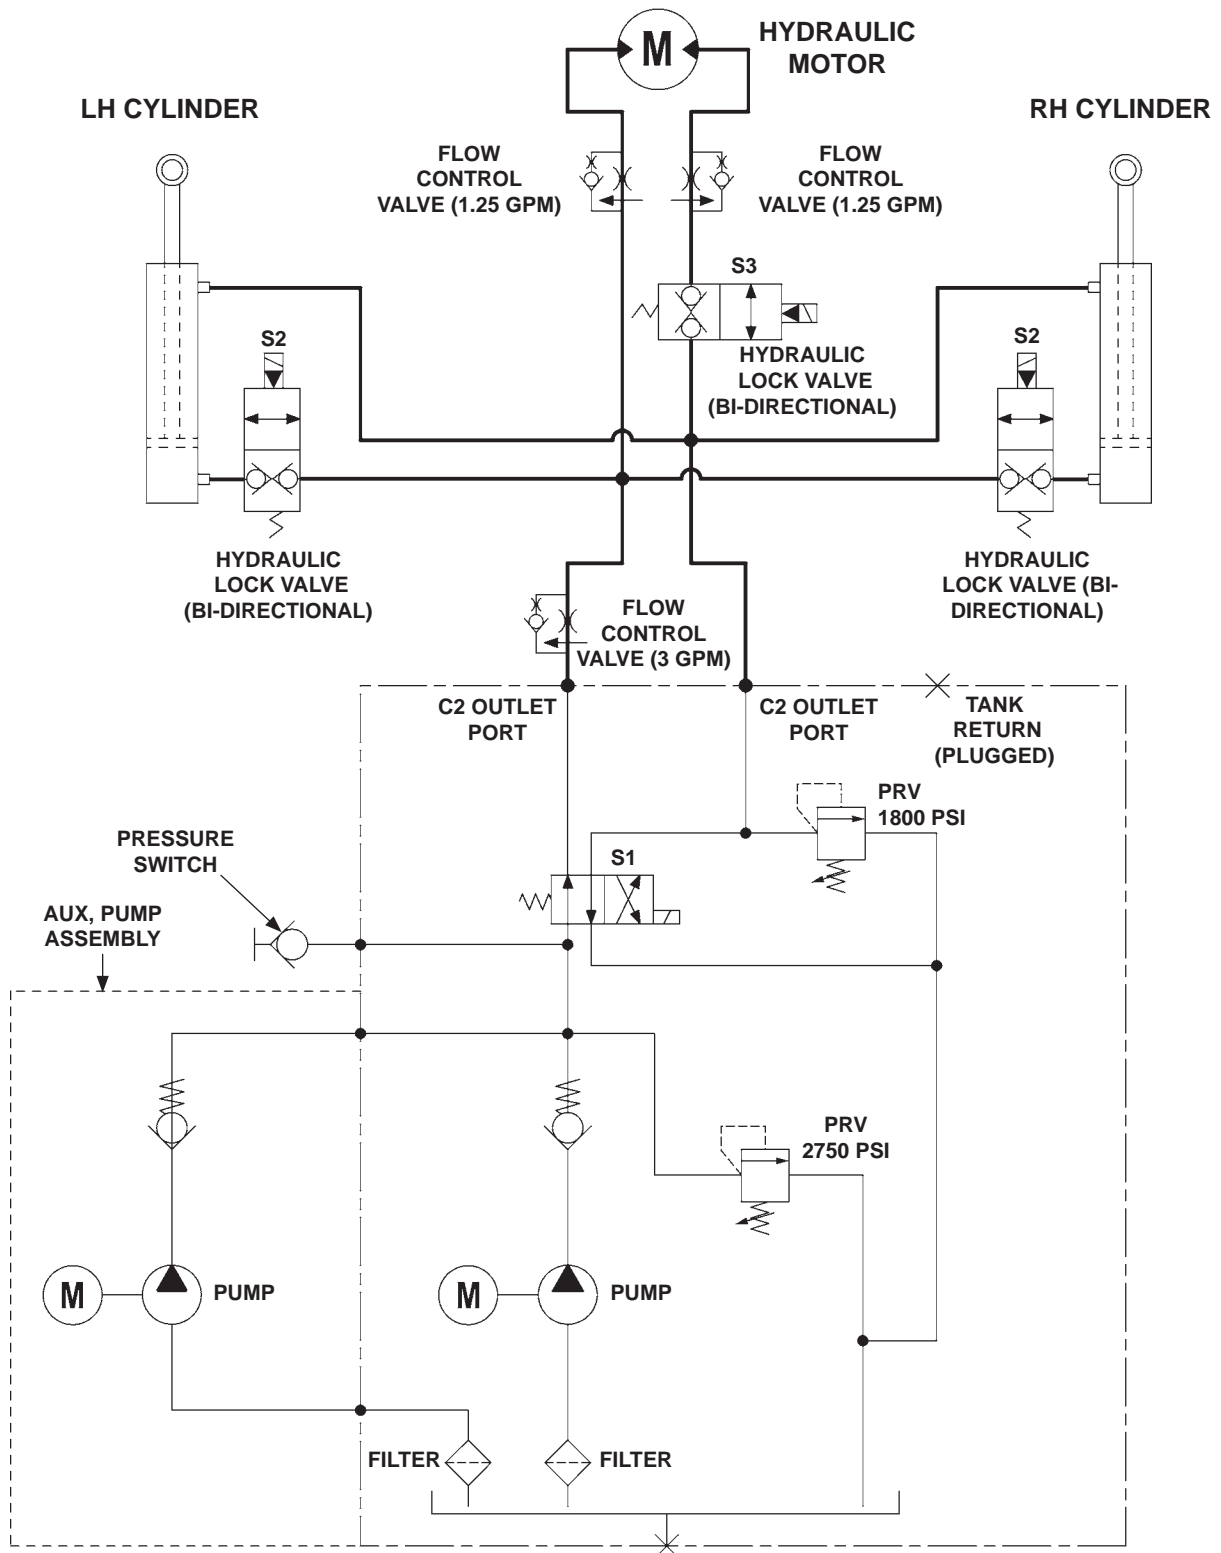 HYDRAULIC
MOTOR
M
LH CYLINDER
RH CYLINDER
FLOW
CONTROL
VALVE (1.25 GPM)
FLOW
CONTROL
VALVE (1.25 GPM)
S3
HYDRAULIC
LOCK VALVE
(BI-DIRECTIONAL)
S2
S2
HYDRAULIC
LOCK VALVE
(BI-DIRECTIONAL)
HYDRAULIC
LOCK VALVE (BI-
DIRECTIONAL)
FLOW
CONTROL
VALVE (3 GPM)
C2 OUTLET
PORT
C2 OUTLET
PORT
TANK
RETURN
(PLUGGED)
PRV
1800 PSI
PRESSURE
SWITCH
S1
AUX, PUMP
ASSEMBLY
PRV
2750 PSI
M
PUMP
M
PUMP
FILTER
FILTER